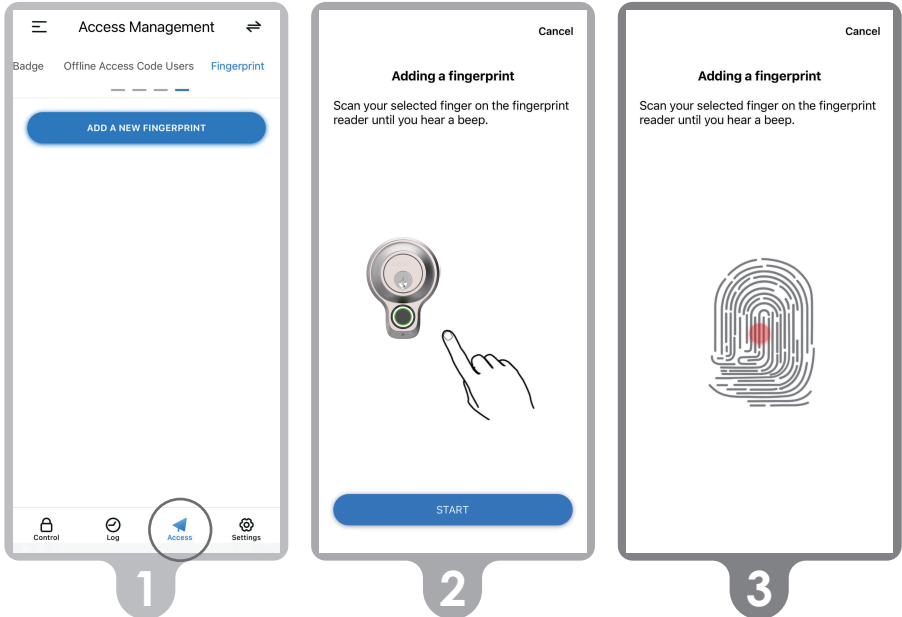 Access Management
Badge Offline Access Code Users Fingerprint
ADD A NEW FINGERPRINT
Control Log Access Settings
1
Cancel
Adding a fingerprint
Scan your selected finger on the fingerprint
reader until you hear a beep.
START
2
Cancel
Adding a fingerprint
Scan your selected finger on the fingerprint
reader until you hear a beep.
3